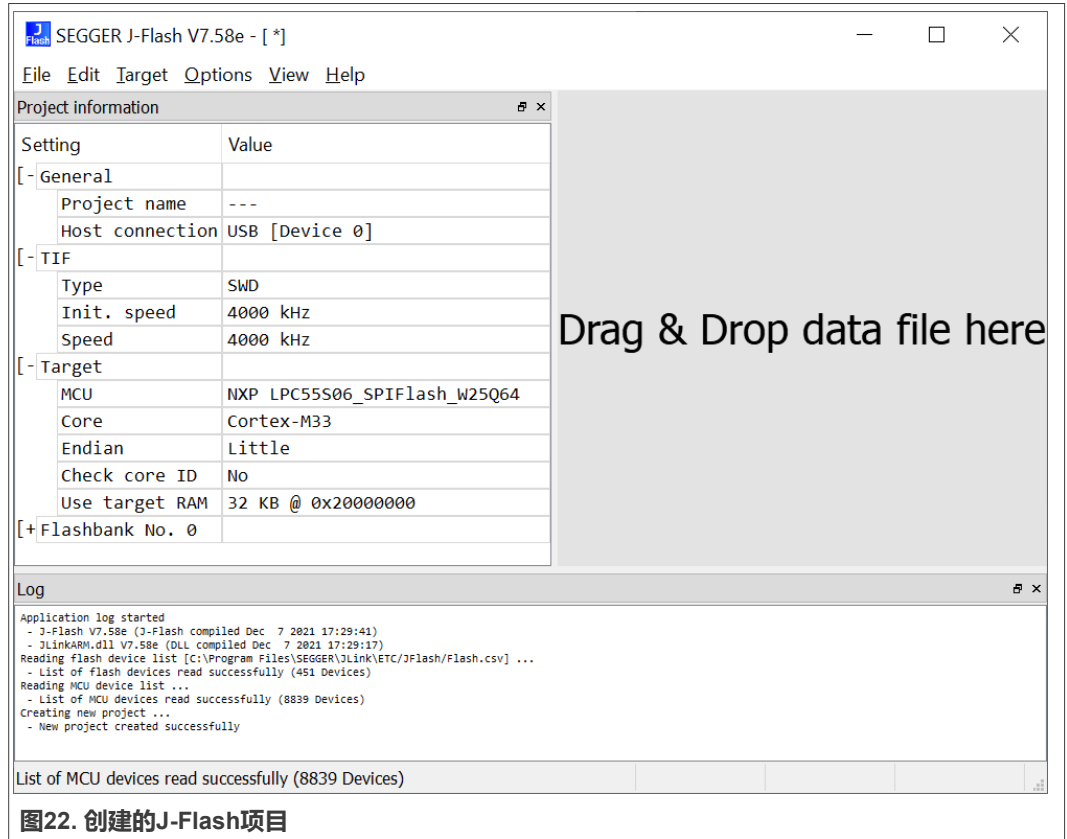 J Flash SEGGER J-Flash V7.58e - [ *]
File Edit Target Options View Help
Project information
Setting Value
[- General
Project name ---
Host connection USB [Device 0]
[- TIF
Type SWD
Init. speed 4000 kHz
Speed 4000 kHz
[- Target
MCU NXP LPC55S06_SPIFlash_W25Q64
Core Cortex-M33
Endian Little
Check core ID No
Use target RAM 32 KB @ 0x20000000
[+ Flashbank No. 0
Drag & Drop data file here
Log
Application log started
- J-Flash V7.58e (J-Flash compiled Dec  7 2021 17:29:41)
- JLinkARM.dll V7.58e (DLL compiled Dec  7 2021 17:29:17)
Reading flash device list [C:\Program Files\SEGGER\JLink\ETC/JFlash/Flash.csv] ...
- List of flash devices read successfully (451 Devices)
Reading MCU device list ...
- List of MCU devices read successfully (8839 Devices)
Creating new project ...
- New project created successfully
List of MCU devices read successfully (8839 Devices)
图22. 创建的J-Flash项目